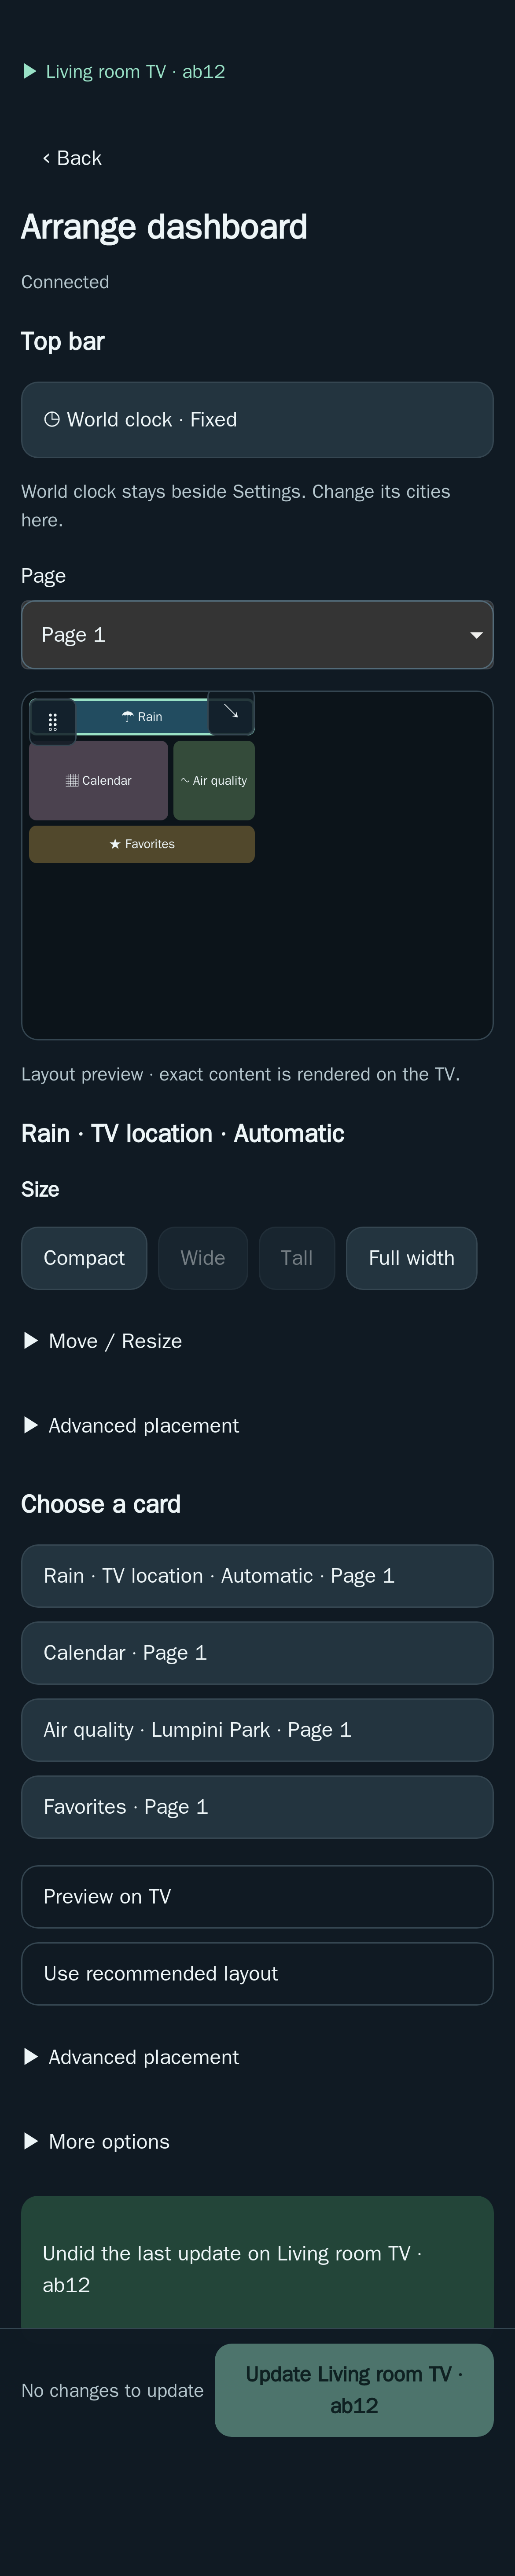 ▶ Living room TV · ab12
‹ Back
Arrange dashboard
Connected
Top bar
◷ World clock · Fixed
World clock stays beside Settings. Change its cities
here.
Page
Page 1
☂ Rain
▦ Calendar
~ Air quality
★ Favorites
Layout preview · exact content is rendered on the TV.
Rain · TV location · Automatic
Size
Compact
Wide
Tall
Full width
▶ Move / Resize
▶ Advanced placement
Choose a card
Rain · TV location · Automatic · Page 1
Calendar · Page 1
Air quality · Lumpini Park · Page 1
Favorites · Page 1
Preview on TV
Use recommended layout
▶ Advanced placement
▶ More options
Undid the last update on Living room TV ·
ab12
No changes to update
Update Living room TV ·
ab12